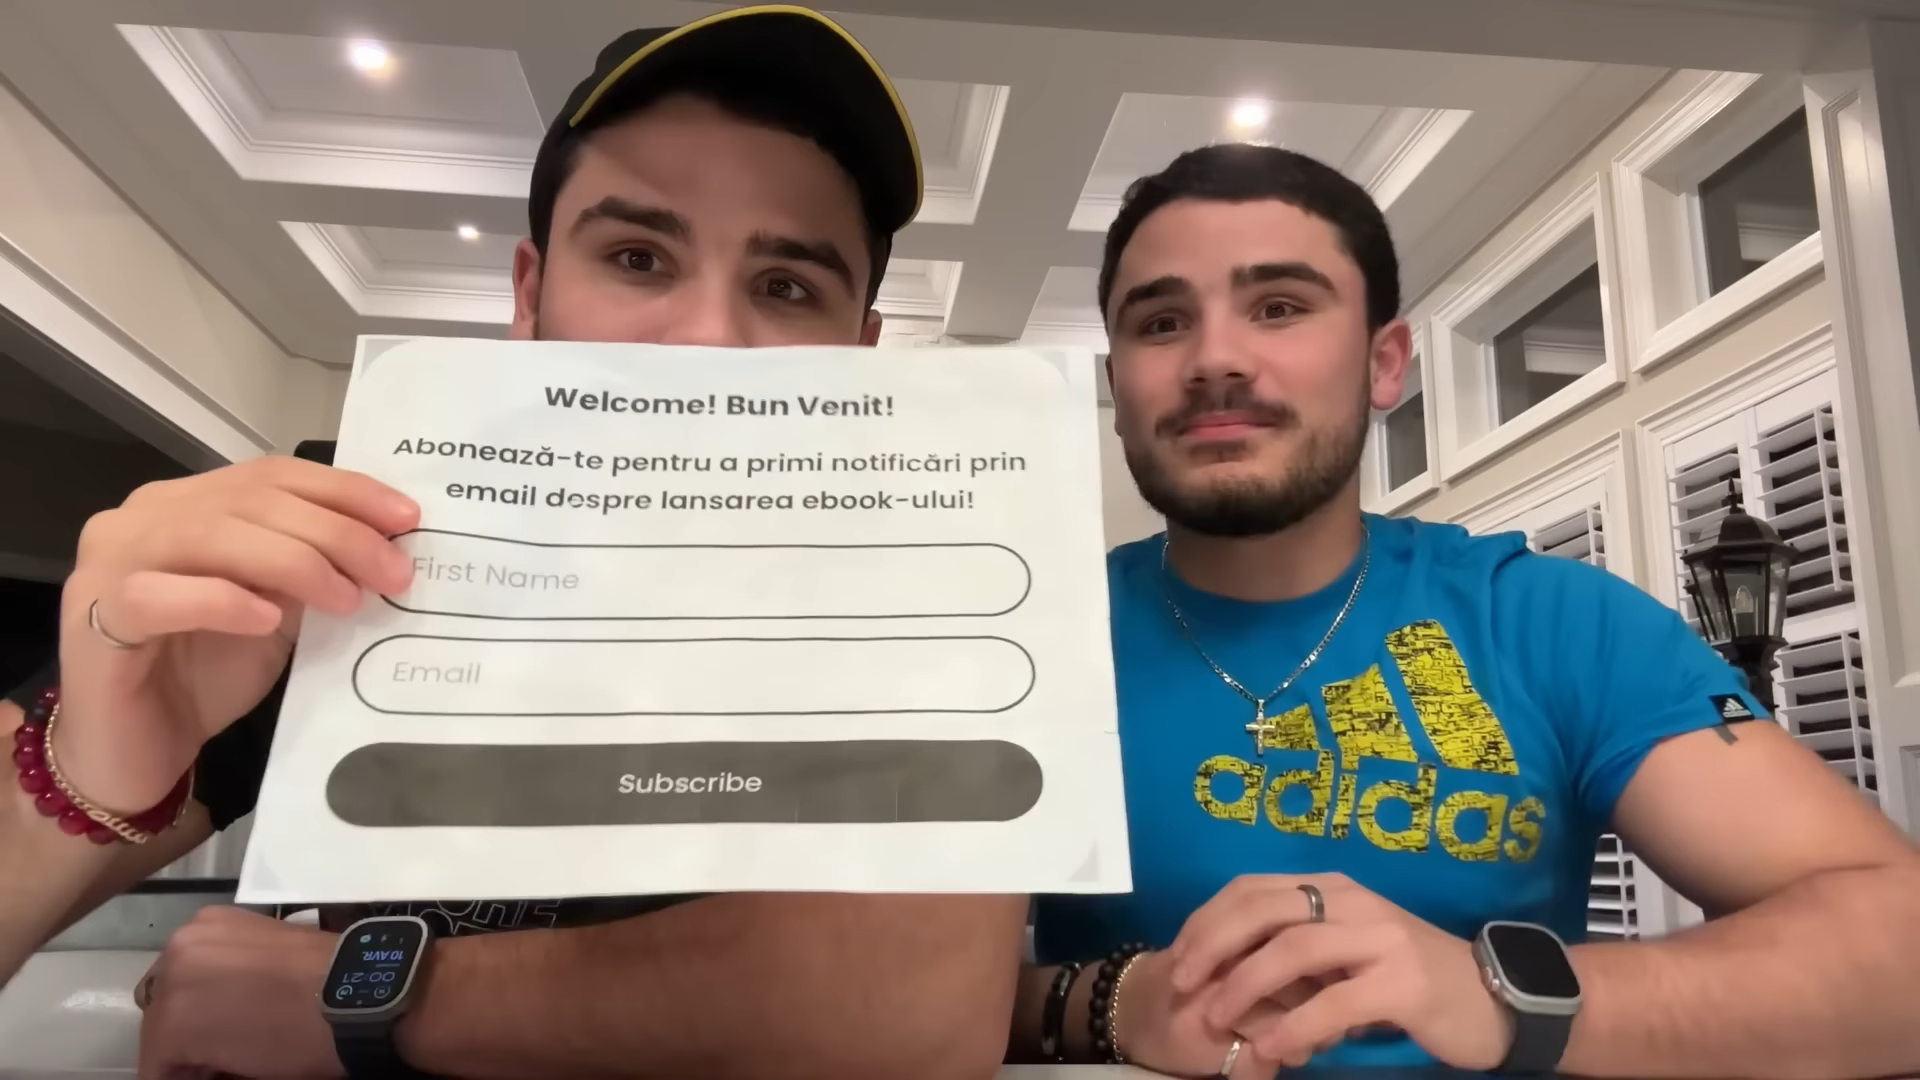 Welcome! Bun Venit!
Abonează-te pentru a primi notificări prin
email despre lansarea ebook-ului!
First Name
Email
Subscribe
adidas
10 AVR.
00:21